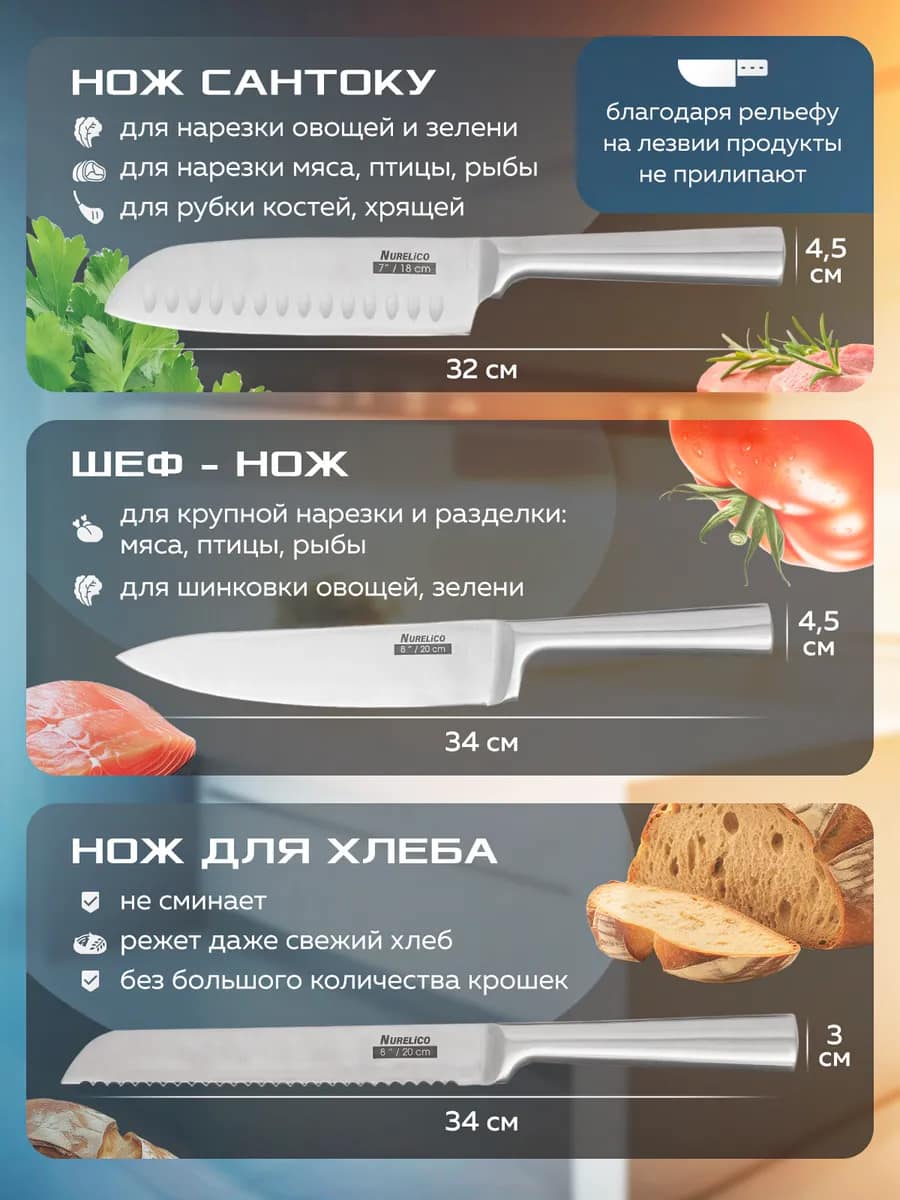 НОЖ САНТОКУ
для нарезки овощей и зелени
для нарезки мяса, птицы, рыбы
для рубки костей, хрящей
благодаря рельефу
на лезвии продукты
не прилипают
NURELICO
7" / 18 cm
4,5
см
32 см
ШЕФ - НОЖ
для крупной нарезки и разделки:
мяса, птицы, рыбы
для шинковки овощей, зелени
NURELICO
8" / 20 cm
4,5
см
34 см
НОЖ ДЛЯ ХЛЕБА
не сминает
режет даже свежий хлеб
без большого количества крошек
NURELICO
8" / 20 cm
3
см
34 см